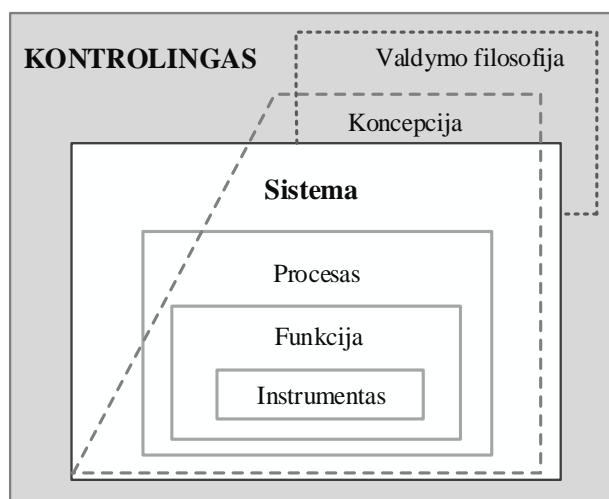 KONTROLINGAS
Valdymo filosofija
Koncepcija
Sistema
Procesas
Funkcija
Instrumentas